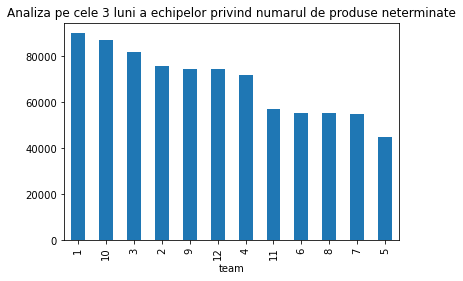 Analiza pe cele 3 luni a echipelor privind numarul de produse neterminate
80000
60000
40000
20000
0
1 10 3 2 9 12 4 11 6 8 7 5
team